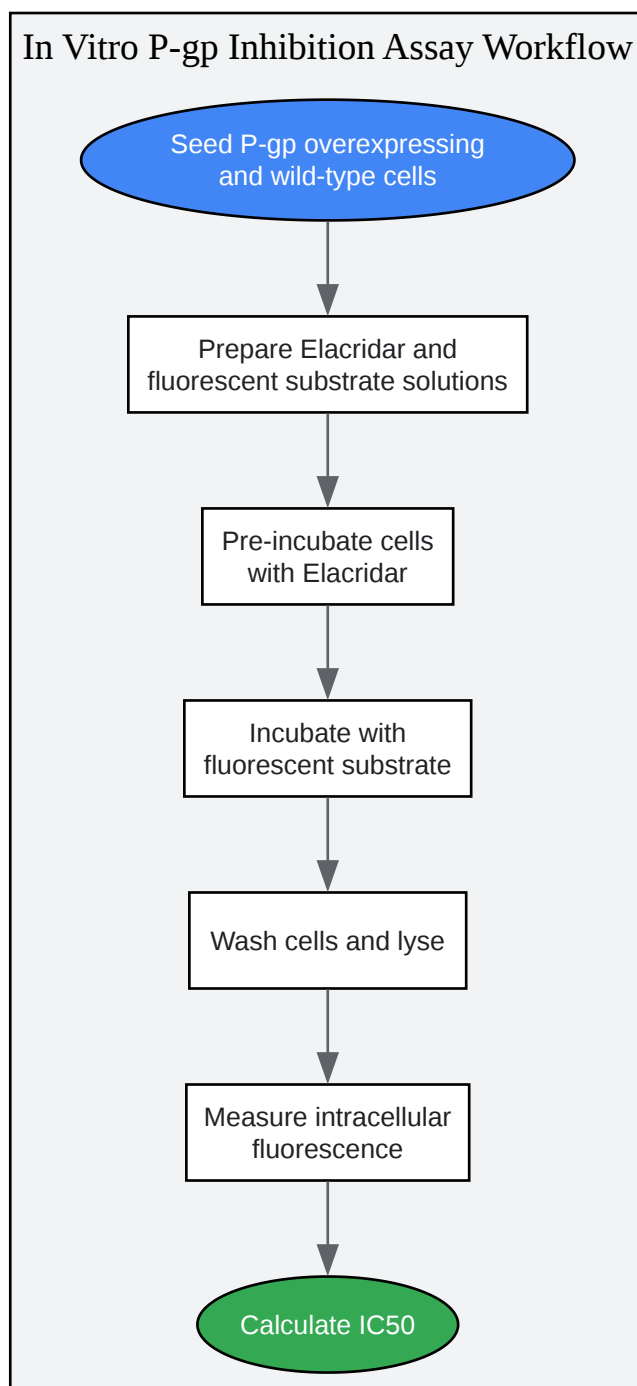 In Vitro P-gp Inhibition Assay Workflow
Seed P-gp overexpressing
and wild-type cells
Prepare Elacridar and
fluorescent substrate solutions
Pre-incubate cells
with Elacridar
Incubate with
fluorescent substrate
Wash cells and lyse
Measure intracellular
fluorescence
Calculate IC50